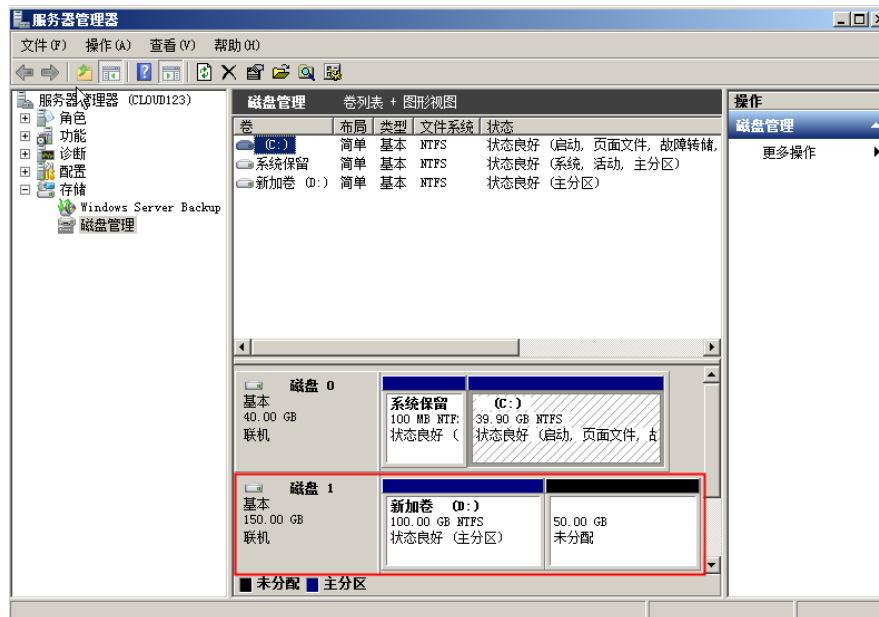 服务器管理器
文件(F) 操作(A) 查看(V) 帮助(H)
服务器管理器 (CLOUD123)
角色
功能
诊断
配置
存储
Windows Server Backup
磁盘管理
磁盘管理 卷列表 + 图形视图
卷 布局 类型 文件系统 状态
(C:) 简单 基本 NTFS 状态良好 (启动, 页面文件, 故障转储,
系统保留 简单 基本 NTFS 状态良好 (系统, 活动, 主分区)
新加卷 (D:) 简单 基本 NTFS 状态良好 (主分区)
磁盘 0
基本
40.00 GB
联机
系统保留
100 MB NTF:
状态良好 (
(C:)
39.90 GB NTFS
状态良好 (启动, 页面文件, 故
磁盘 1
基本
150.00 GB
联机
新加卷 (D:)
100.00 GB NTFS
状态良好 (主分区)
50.00 GB
未分配
未分配 主分区
操作
磁盘管理
更多操作